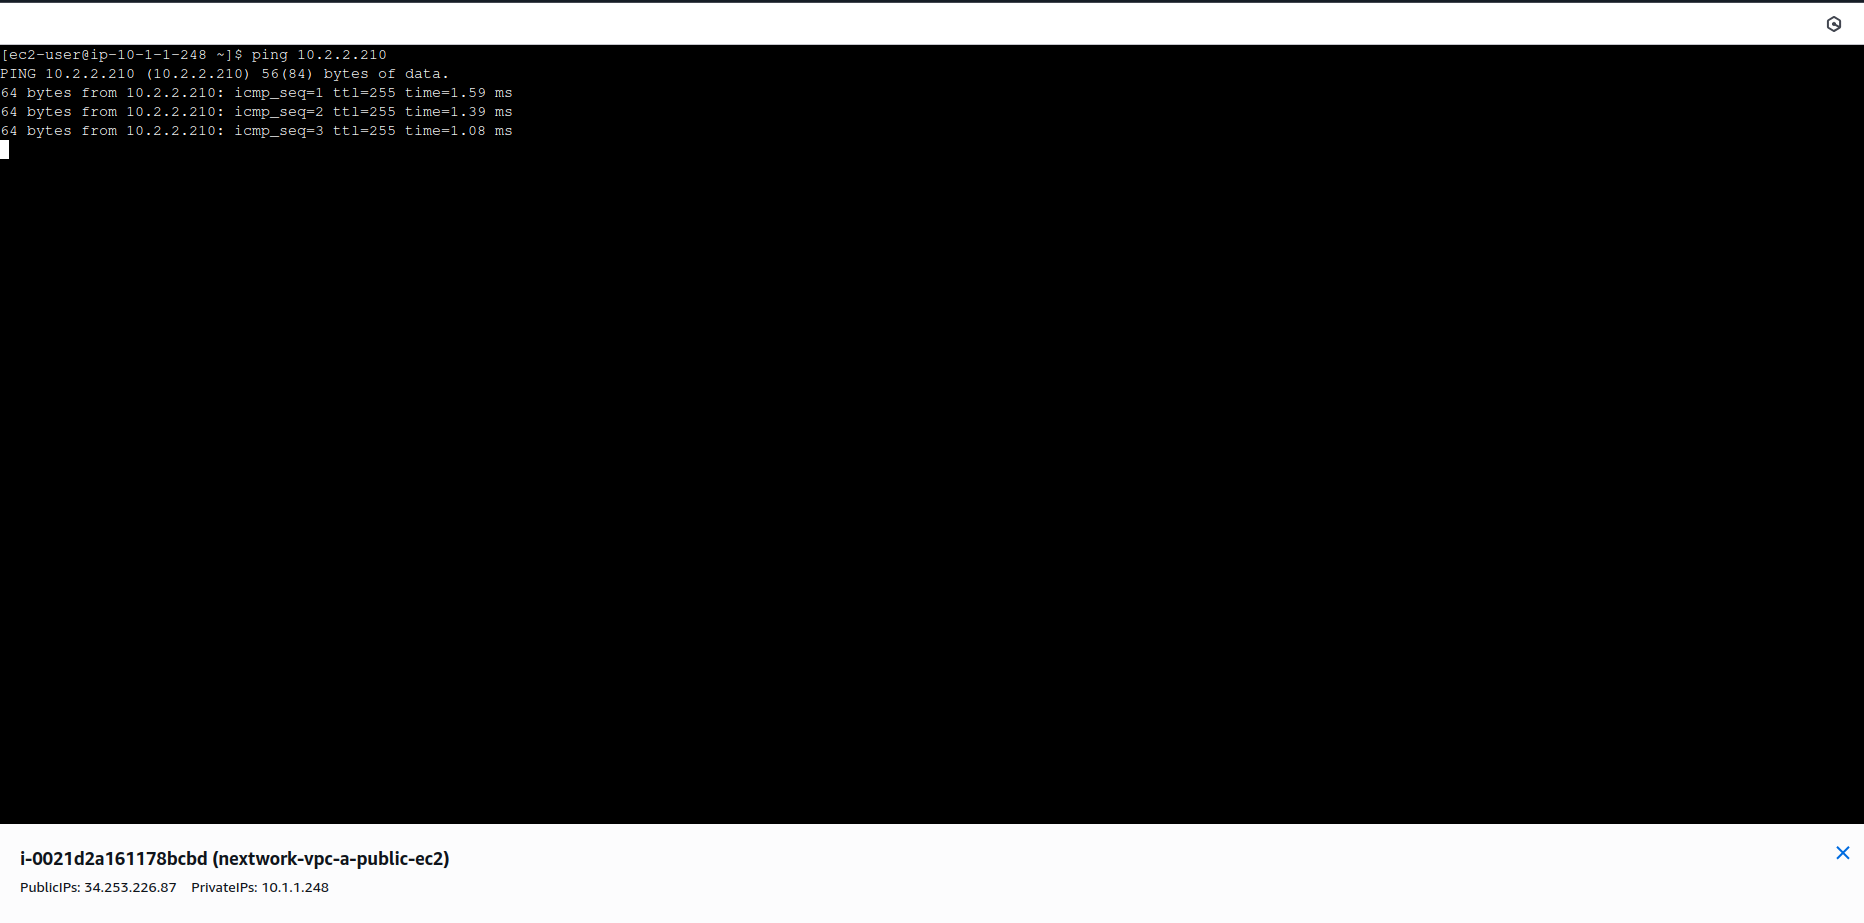 [ec2-user@ip-10-1-1-248 ~]$ ping 10.2.2.210
PING 10.2.2.210 (10.2.2.210) 56(84) bytes of data.
64 bytes from 10.2.2.210: icmp_seq=1 ttl=255 time=1.59 ms
64 bytes from 10.2.2.210: icmp_seq=2 ttl=255 time=1.39 ms
64 bytes from 10.2.2.210: icmp_seq=3 ttl=255 time=1.08 ms
i-0021d2a161178bcbd (nextwork-vpc-a-public-ec2)
PublicIPs: 34.253.226.87 PrivateIPs: 10.1.1.248